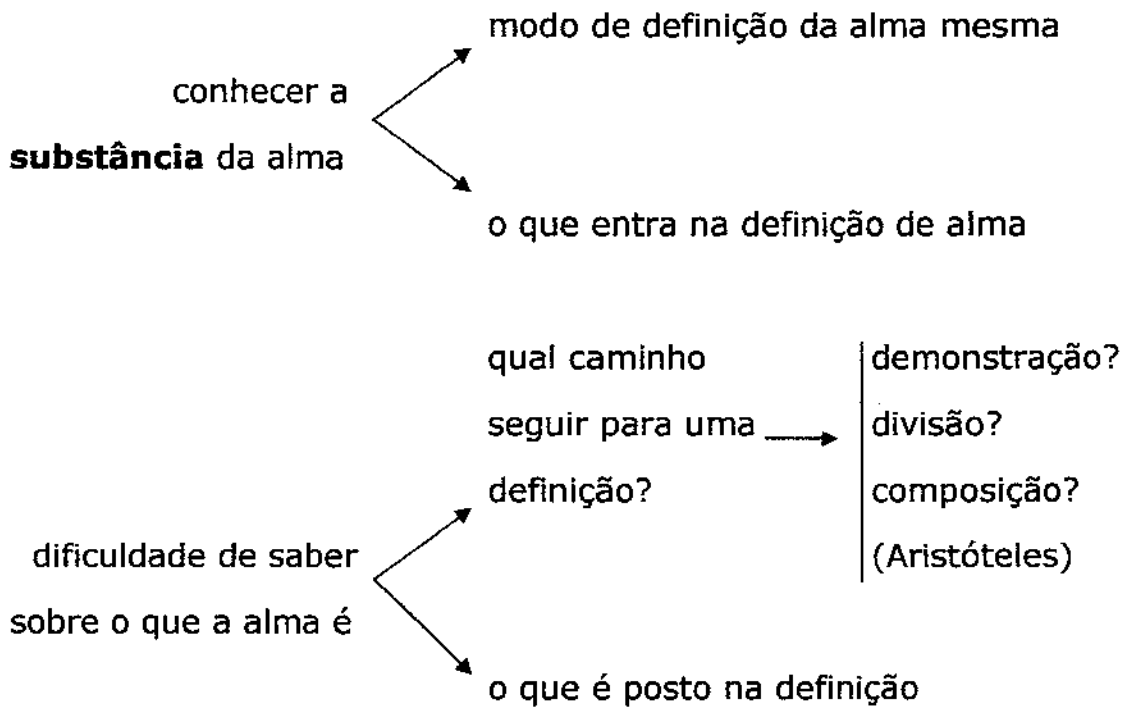 modo de definição da alma mesma
conhecer a
substância da alma
o que entra na definição de alma
qual caminho
seguir para uma
definição?
demonstração?
divisão?
composição?
(Aristóteles)
dificuldade de saber
sobre o que a alma é
o que é posto na definição